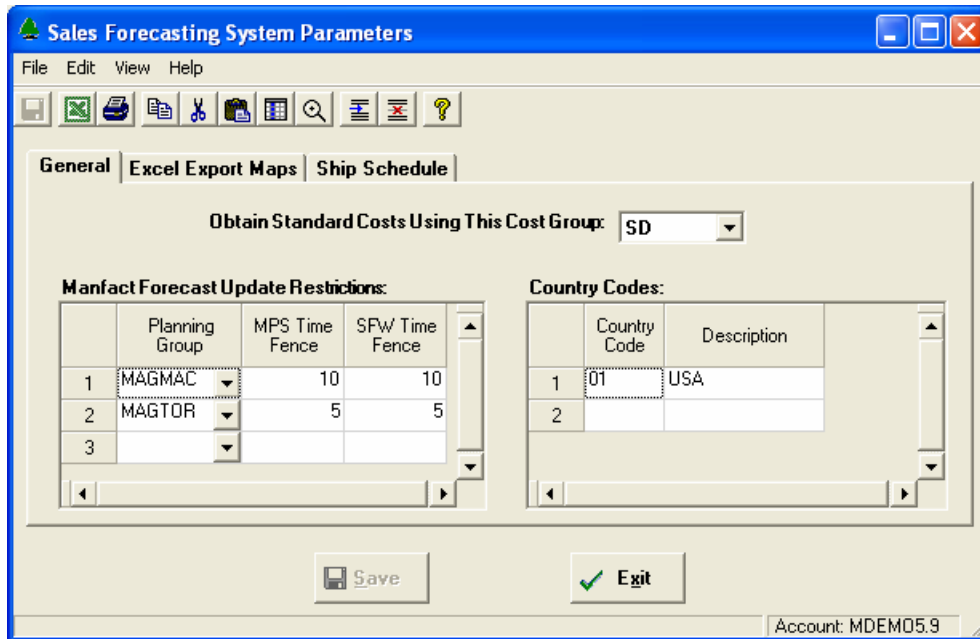 Sales Forecasting System Parameters
File Edit View Help
General Excel Export Maps Ship Schedule
Obtain Standard Costs Using This Cost Group: SD
Manfact Forecast Update Restrictions: Country Codes:
Planning Group MPS Time Fence SFW Time Fence Country Code Description
1 MAGMAC 10 10 1 01 USA
2 MAGTOR 5 5 2
3
Save Exit
Account: MDEMO5.9